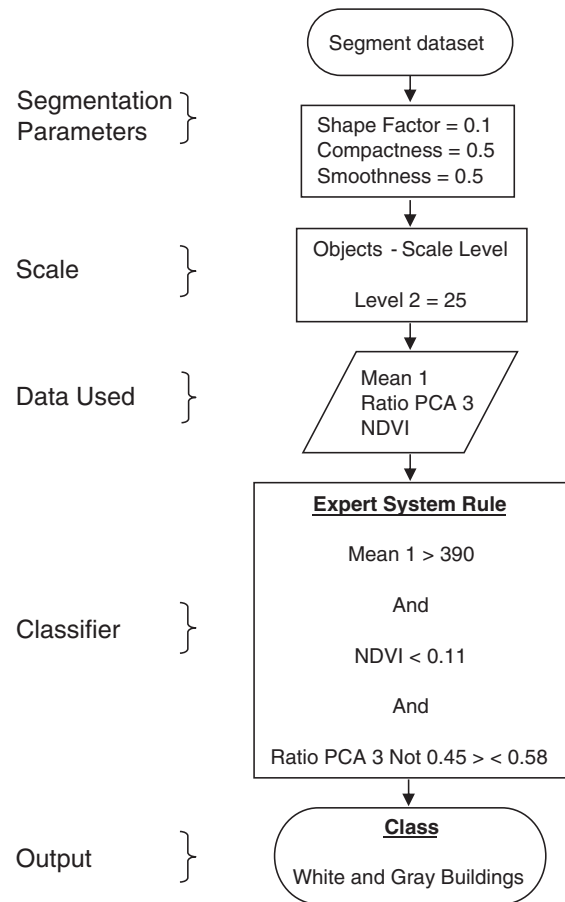 Segment dataset
Segmentation
Parameters
Shape Factor = 0.1
Compactness = 0.5
Smoothness = 0.5
Scale
Objects - Scale Level
Level 2 = 25
Data Used
Mean 1
Ratio PCA 3
NDVI
Classifier
Expert System Rule
Mean 1 > 390
And
NDVI < 0.11
And
Ratio PCA 3 Not 0.45 > < 0.58
Output
Class
White and Gray Buildings